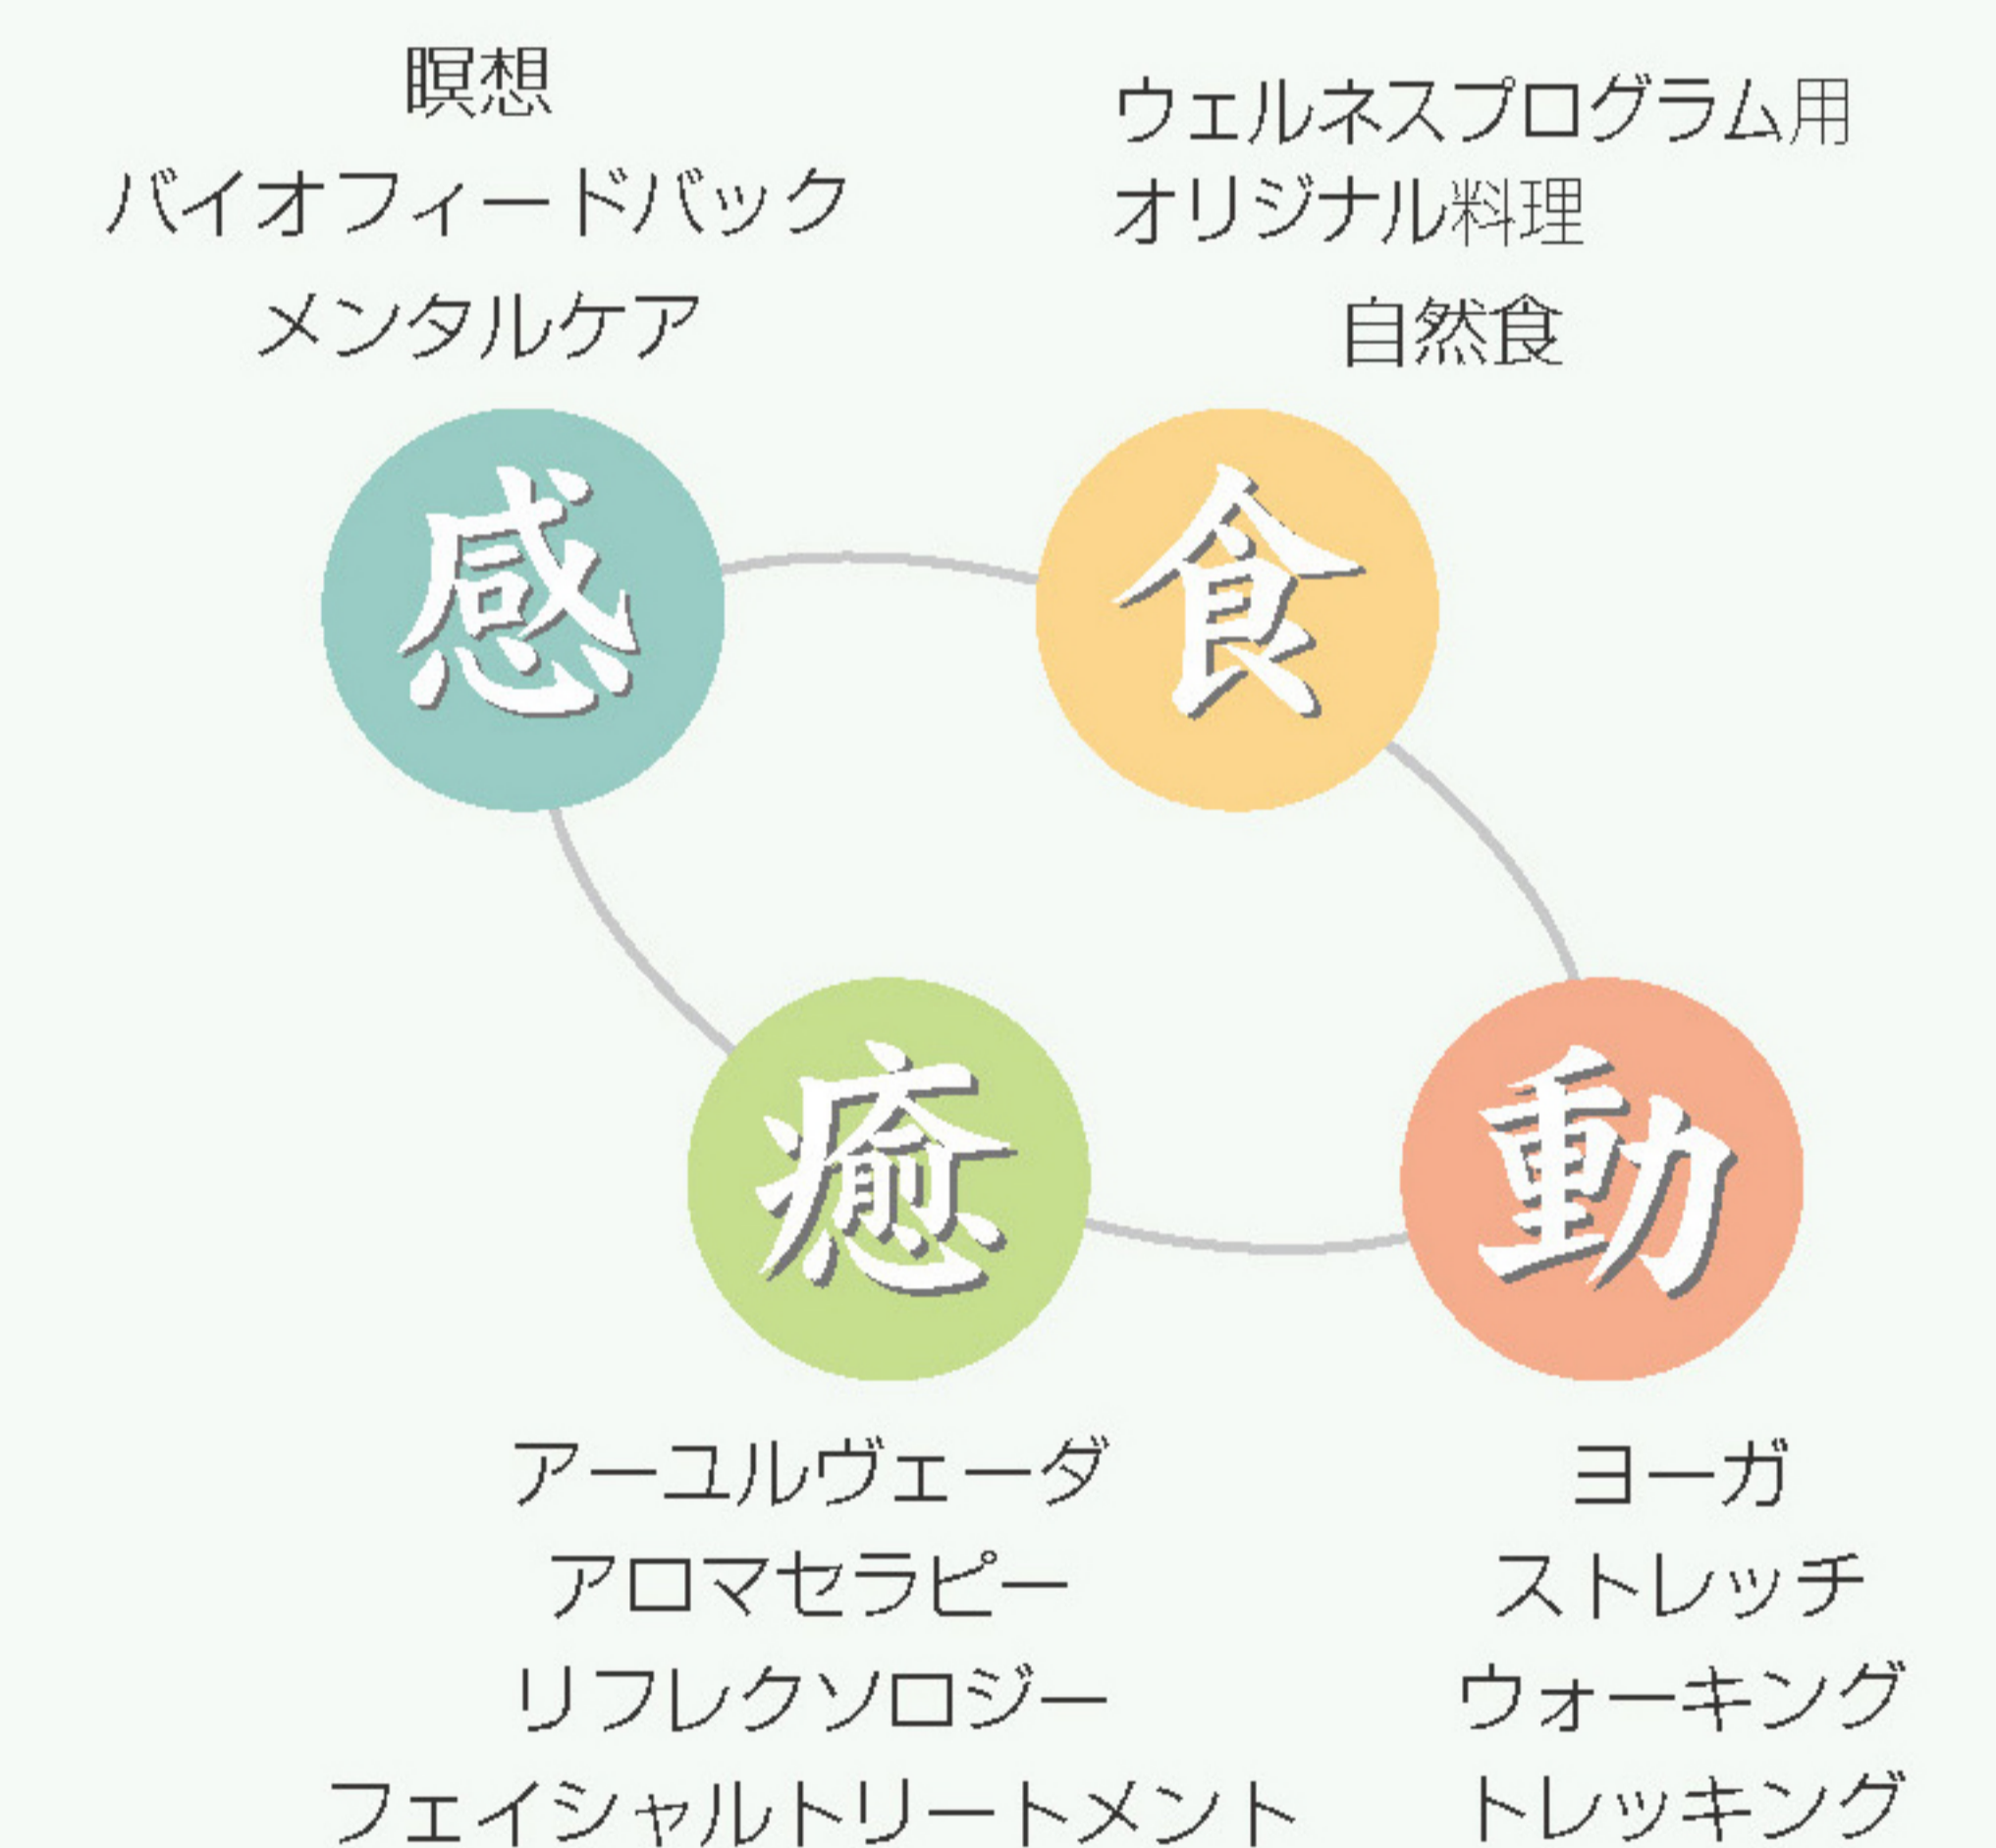 瞑想
バイオフィードバック
メンタルケア
ウェルネスプログラム用
オリジナル料理
自然食
感
食
癒
動
アーユルヴェーダ
アロマセラピー
リフレクソロジー
フェイシャルトリートメント
ヨーガ
ストレッチ
ウォーキング
トレッキング